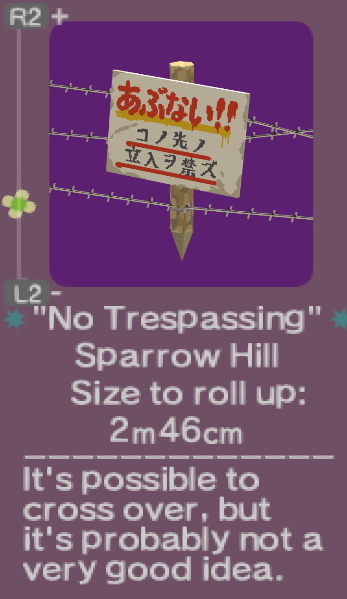 R2 +
あぶない!!
コノ先ノ
立入ヲ禁ズ
L2 -
"No Trespassing"
Sparrow Hill
Size to roll up:
2m46cm
It's possible to
cross over, but
it's probably not a
very good idea.